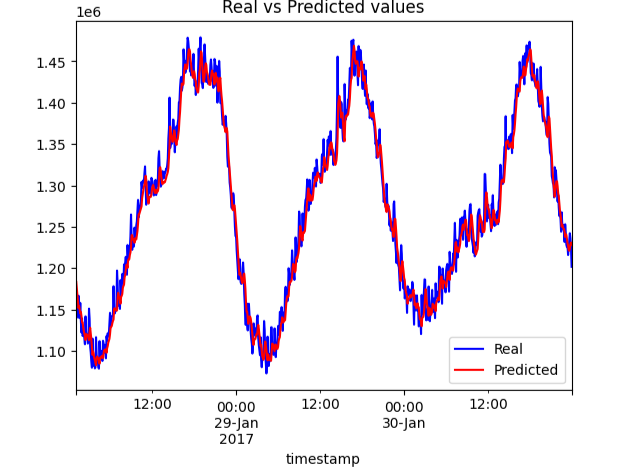 Real vs Predicted values
1e6
1.45
1.40
1.35
1.30
1.25
1.20
1.15
1.10
Real
Predicted
12:00
00:00
29-Jan
2017
12:00
00:00
30-Jan
12:00
timestamp